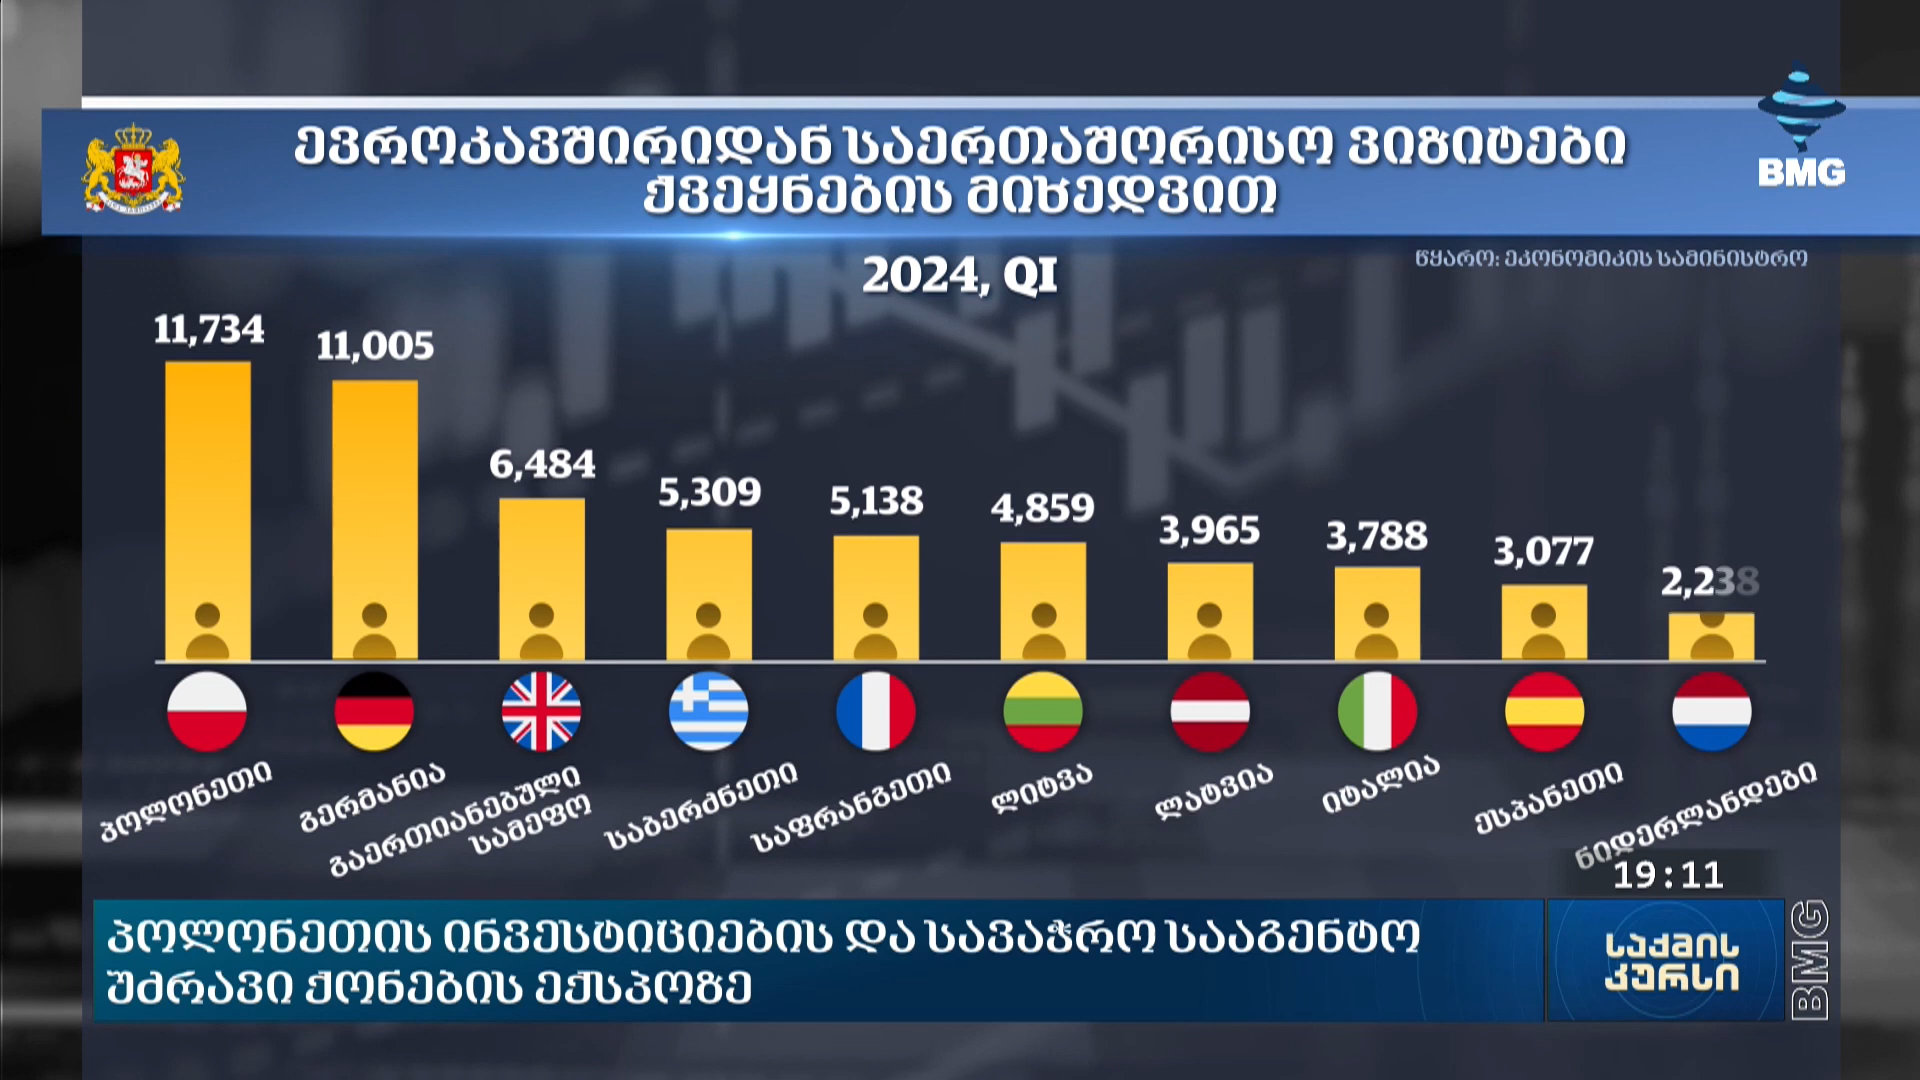 ევროკავშირიდან საერთაშორისო ვიზიტები
ქვეყნების მიხედვით
BMG
2024, QI
წყარო: ეკონომიკის სამინისტრო
11,734
11,005
6,484
5,309
5,138
4,859
3,965
3,788
3,077
2,238
პოლონეთი
გერმანია
გაერთიანებული
სამეფო
საბერძნეთი
საფრანგეთი
ლიტვა
ლატვია
იტალია
ესპანეთი
ნიდერლანდები
19:11
პოლონეთის ინვესტიციების და სავაჭრო სააგენტო
უძრავი ქონების ექსპოზე
საქმის
კურსი
BMG